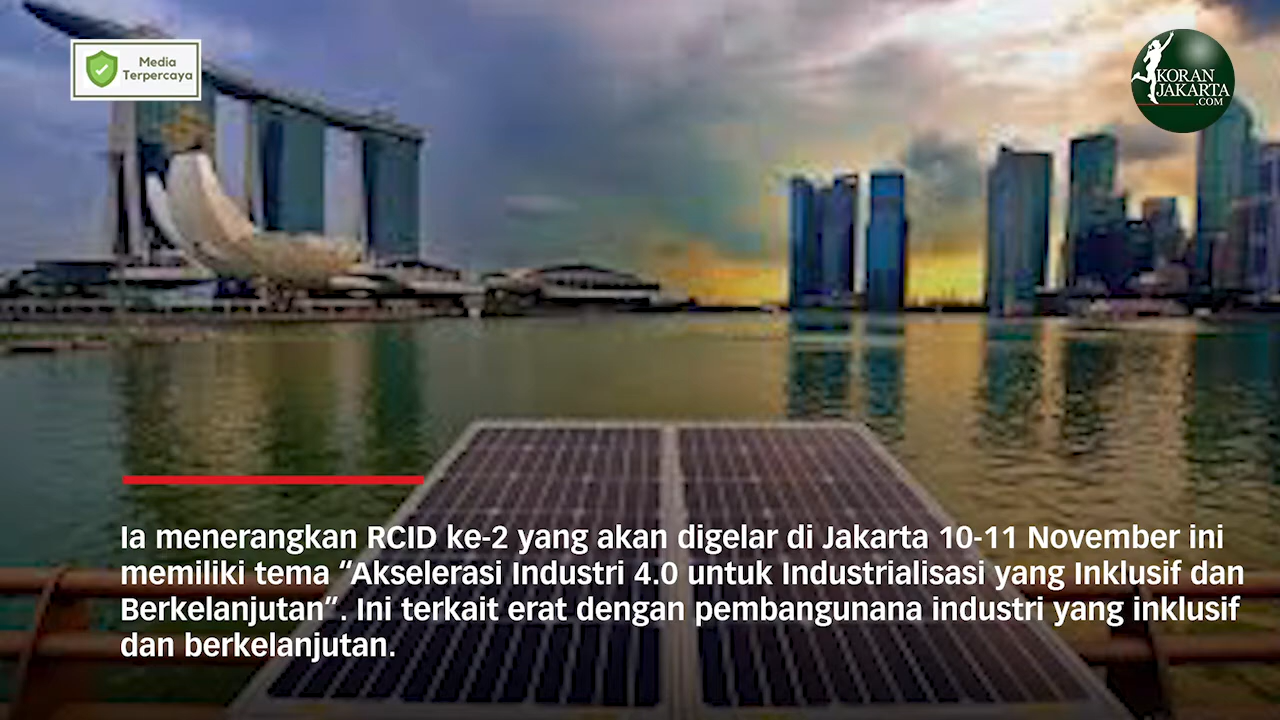 Media
Terpercaya
KORAN
JAKARTA
.COM
Ia menerangkan RCID ke-2 yang akan digelar di Jakarta 10-11 November ini
memiliki tema “Akselerasi Industri 4.0 untuk Industrialisasi yang Inklusif dan
Berkelanjutan”. Ini terkait erat dengan pembangunana industri yang inklusif
dan berkelanjutan.